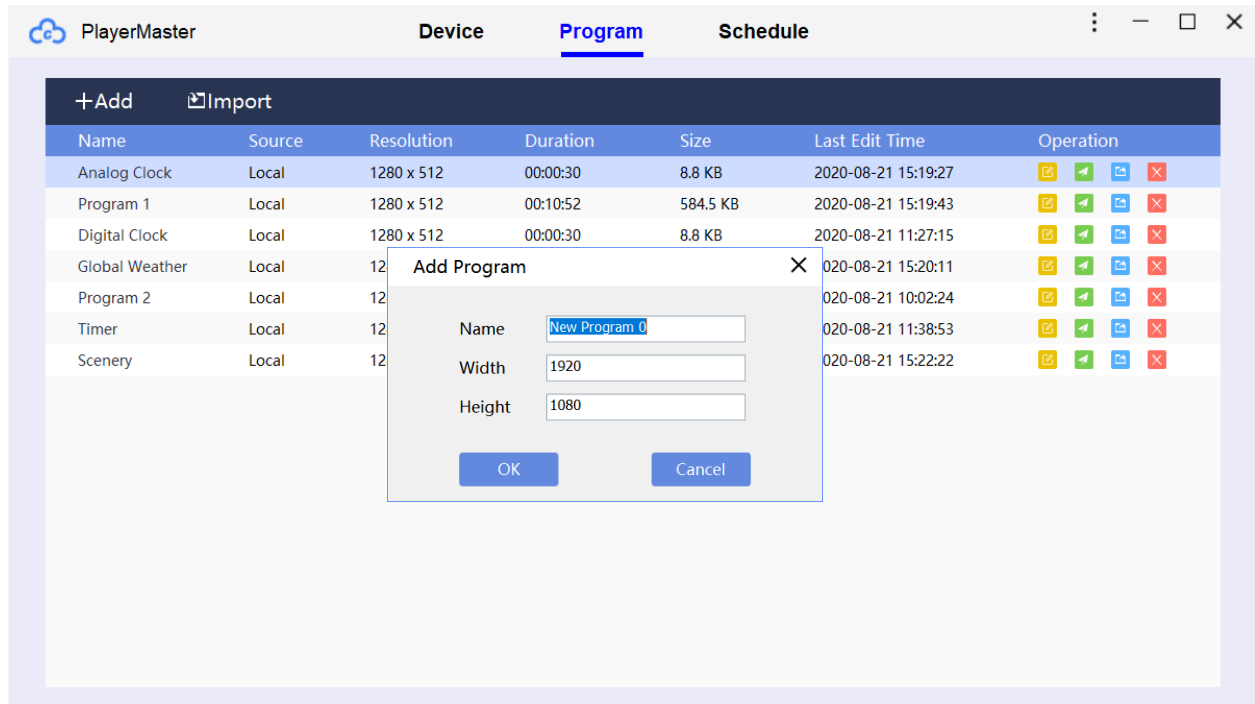 PlayerMaster Device Program Schedule
Add Import
Name Source Resolution Duration Size Last Edit Time Operation
Analog Clock Local 1280 x 512 00:00:30 8.8 KB 2020-08-21 15:19:27
Program 1 Local 1280 x 512 00:10:52 584.5 KB 2020-08-21 15:19:43
Digital Clock Local 1280 x 512 00:00:30 8.8 KB 2020-08-21 11:27:15
Global Weather Local 12 020-08-21 15:20:11
Program 2 Local 12 020-08-21 10:02:24
Timer Local 12 020-08-21 11:38:53
Scenery Local 12 020-08-21 15:22:22
Add Program
Name New Program 0
Width 1920
Height 1080
OK Cancel